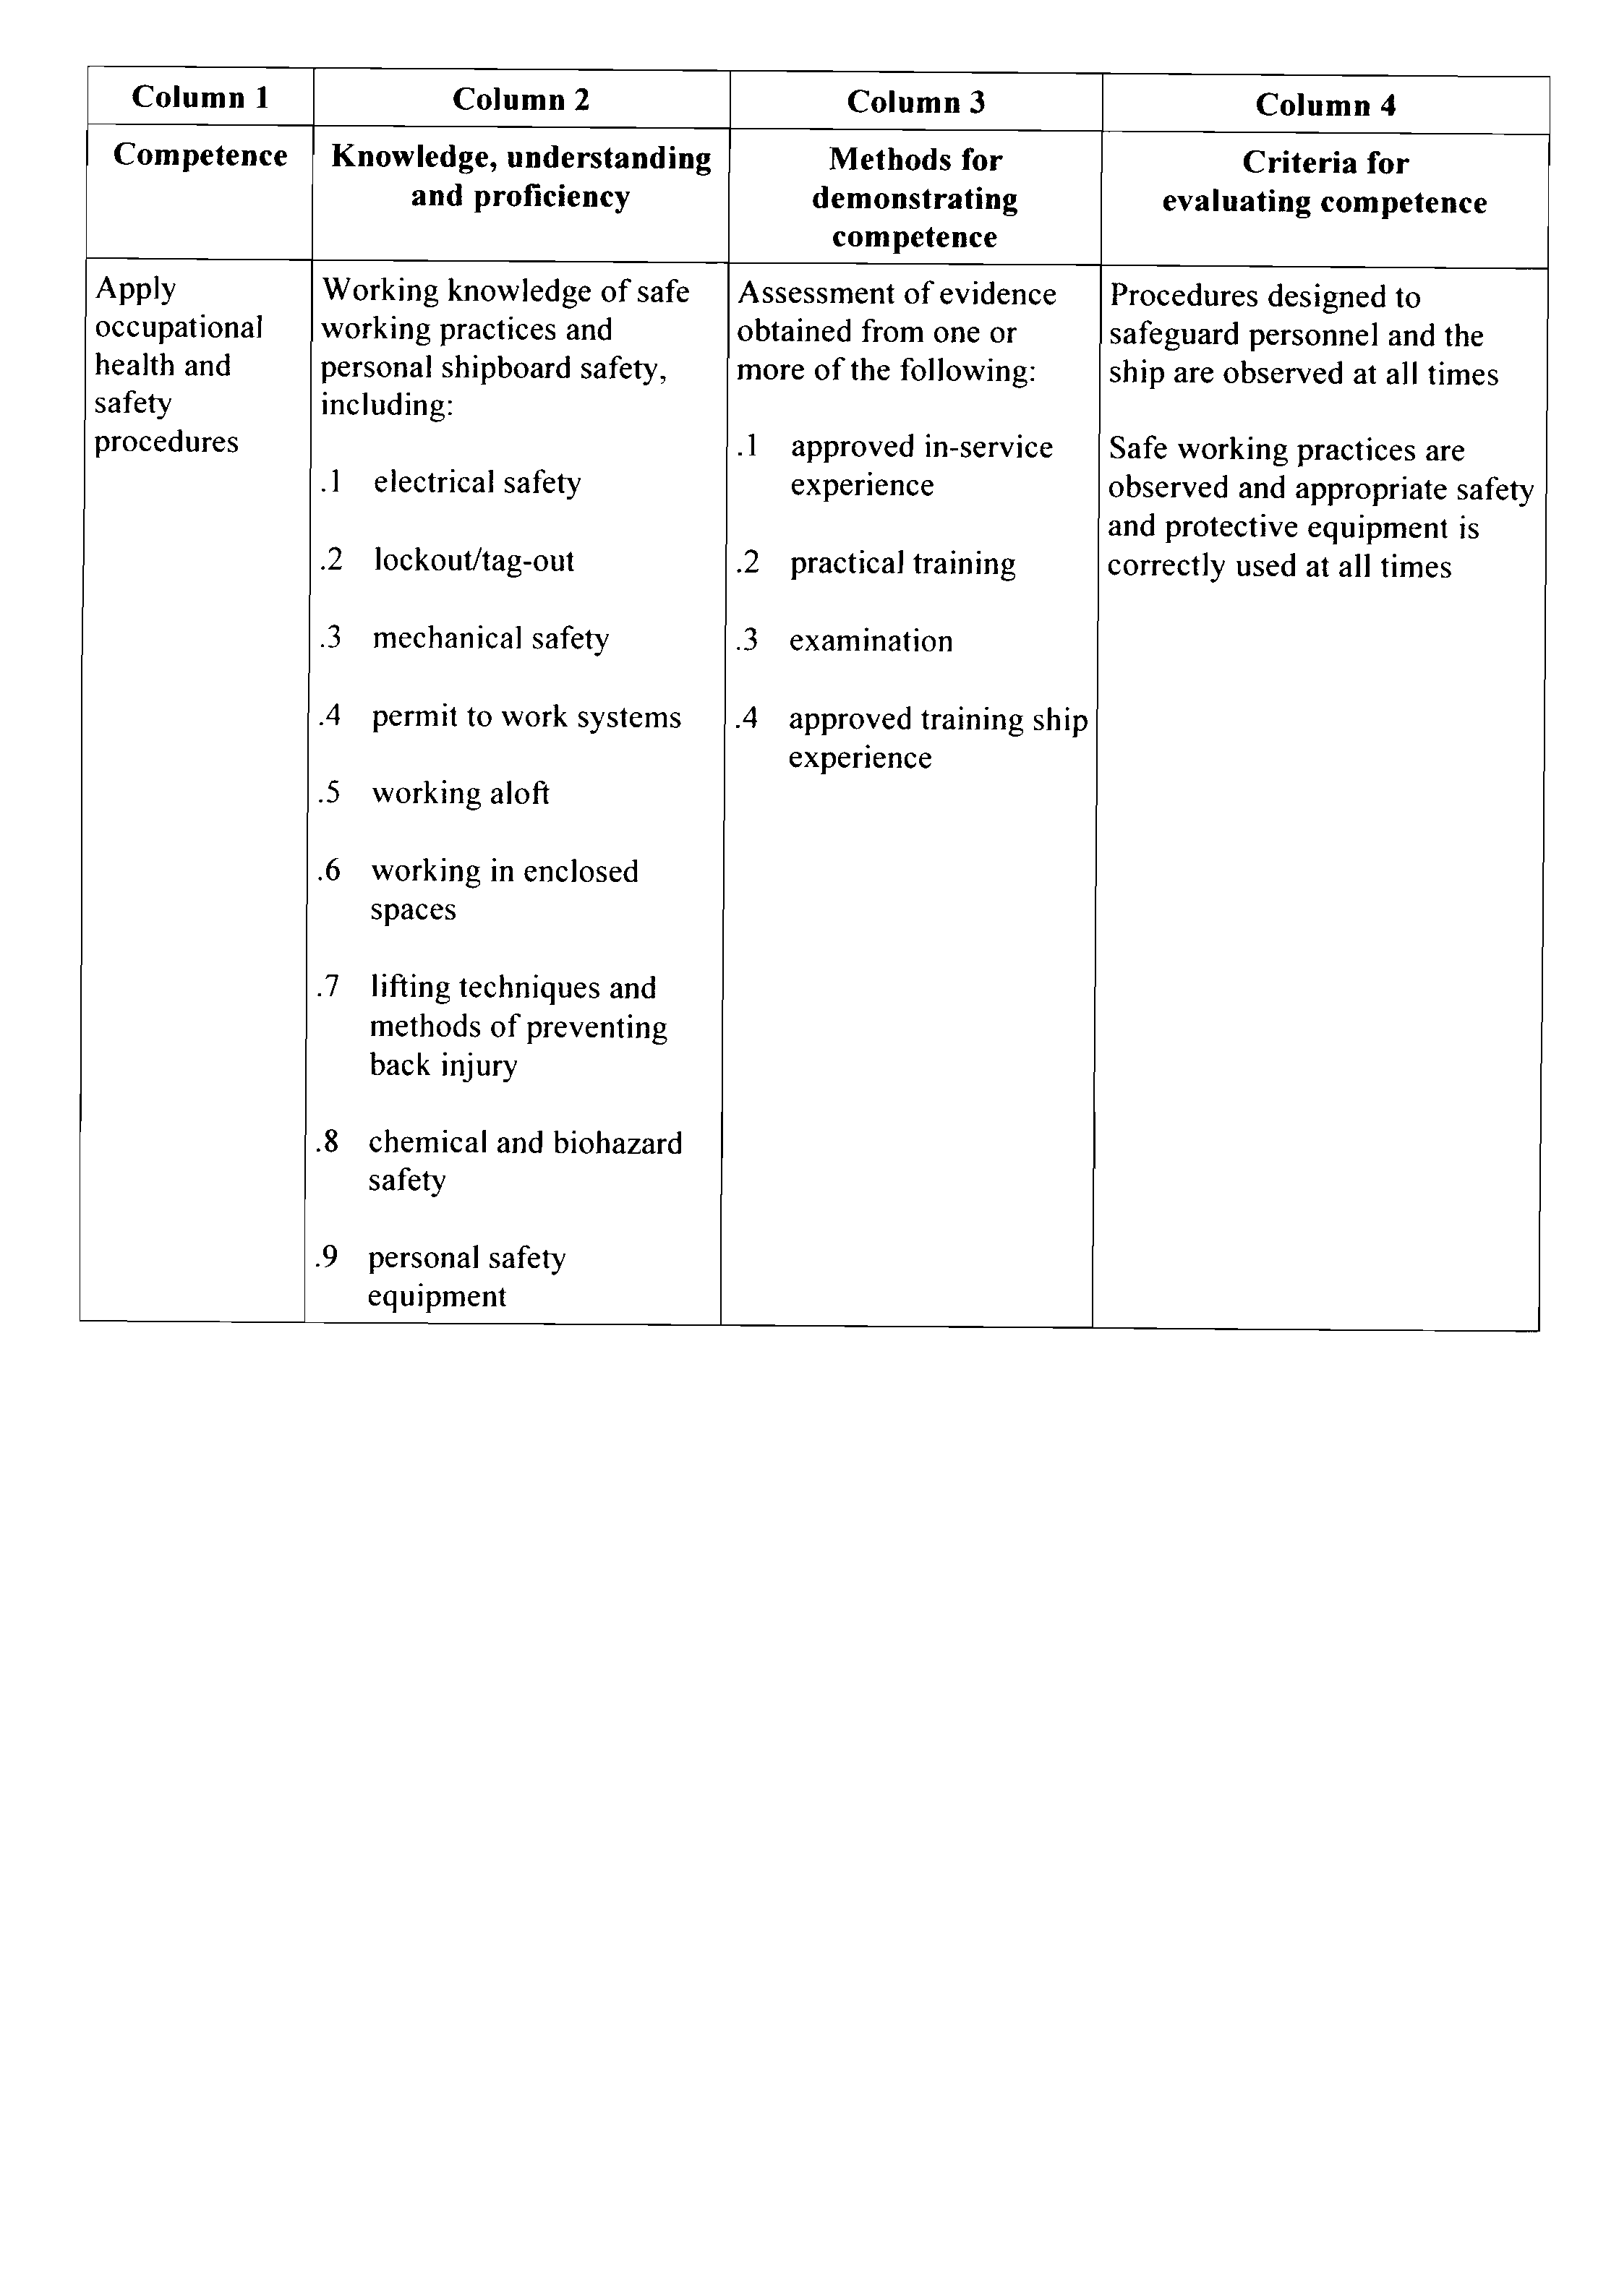 Column 1
Column 2
Column 3
Column 4
Competence
Knowledge, understanding
and proficiency
Methods for
demonstrating
competence
Criteria for
evaluating competence
Apply
occupational
health and
safety
procedures
Working knowledge of safe
working practices and
personal shipboard safety,
including:
.1 electrical safety
.2 lockout/tag-out
.3 mechanical safety
.4 permit to work systems
.5 working aloft
.6 working in enclosed
spaces
.7 lifting techniques and
methods of preventing
back injury
.8 chemical and biohazard
safety
.9 personal safety
equipment
Assessment of evidence
obtained from one or
more of the following:
.1 approved in-service
experience
.2 practical training
.3 examination
.4 approved training ship
experience
Procedures designed to
safeguard personnel and the
ship are observed at all times
Safe working practices are
observed and appropriate safety
and protective equipment is
correctly used at all times